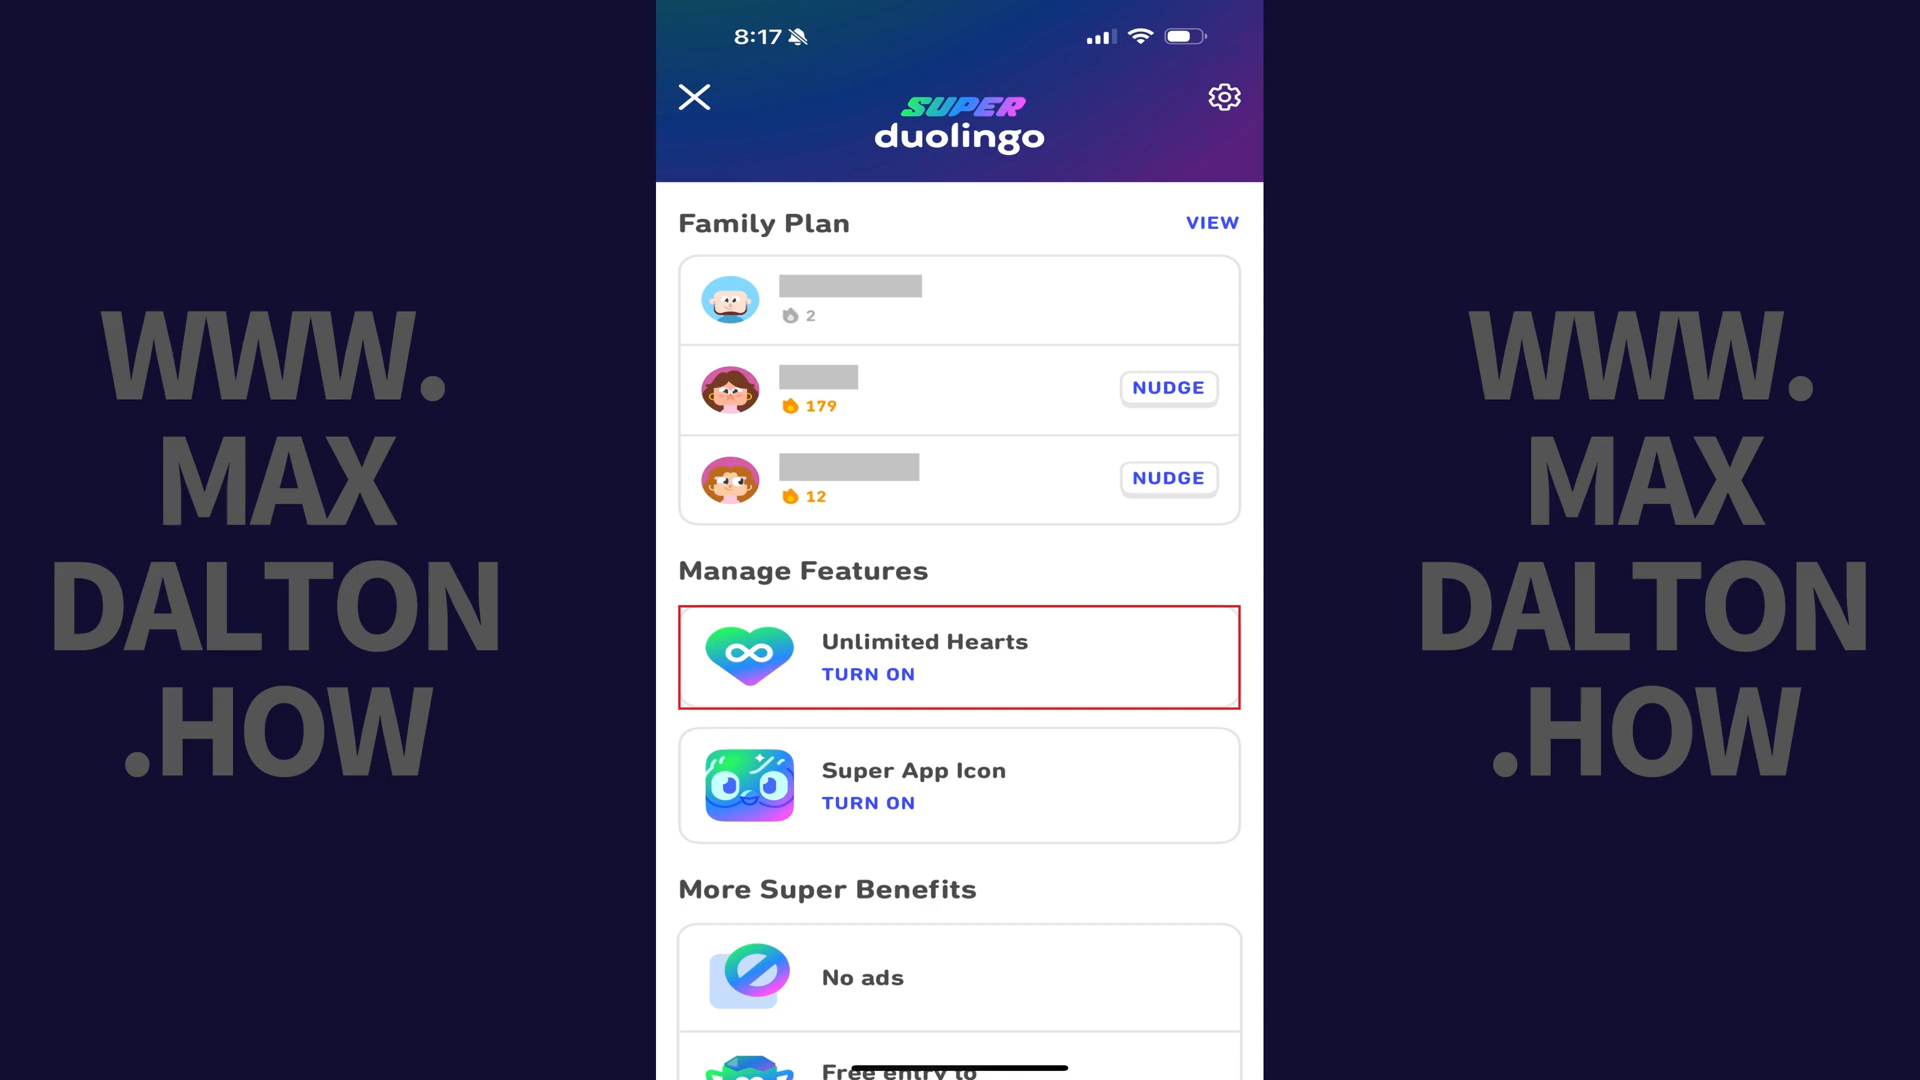 WWW.
MAX
DALTON
.HOW
8:17
SUPER
duolingo
Family Plan
VIEW
2
179
NUDGE
12
NUDGE
Manage Features
Unlimited Hearts
TURN ON
Super App Icon
TURN ON
More Super Benefits
No ads
Free entry to
WWW.
MAX
DALTON
.HOW